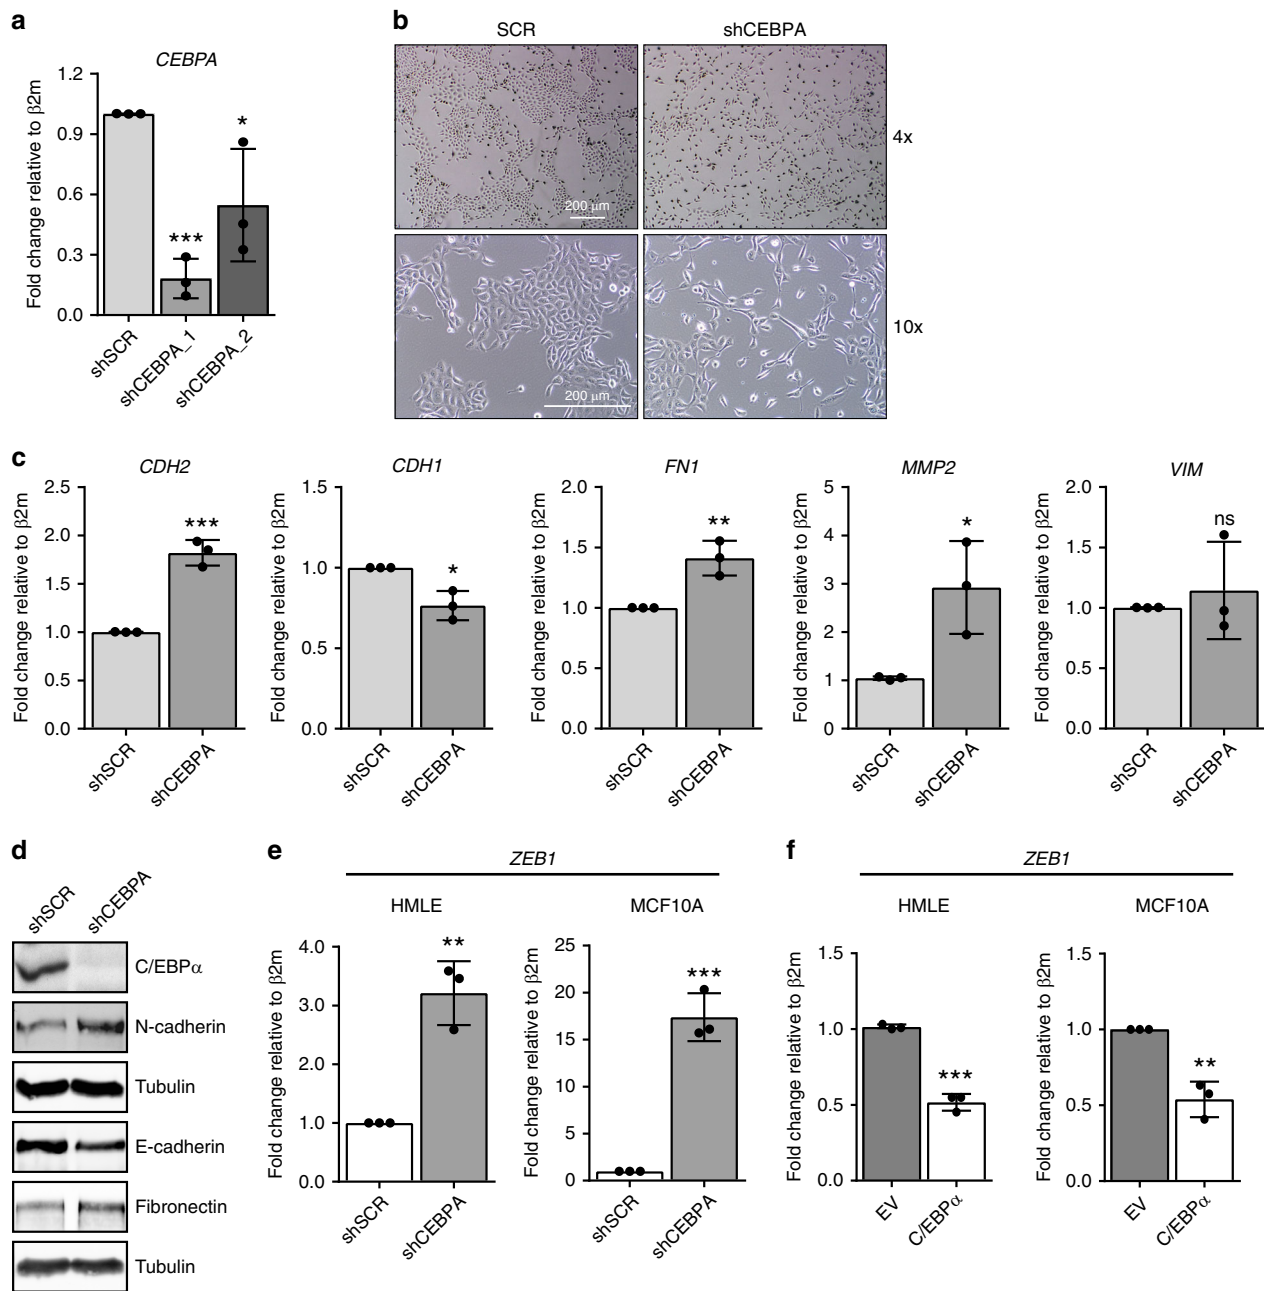 a
CEBPA
Fold change relative to β2m
1.2
0.9
0.6
0.3
0.0
***
*
shSCR
shCEBPA_1
shCEBPA_2
b
SCR
shCEBPA
4x
200 μm
10x
200 μm
c
CDH2
Fold change relative to β2m
2.5
2.0
1.5
1.0
0.5
0.0
***
shSCR
shCEBPA
CDH1
Fold change relative to β2m
1.5
1.0
0.5
0.0
*
shSCR
shCEBPA
FN1
Fold change relative to β2m
2.0
1.5
1.0
0.5
0.0
**
shSCR
shCEBPA
MMP2
Fold change relative to β2m
5
4
3
2
1
0
*
shSCR
shCEBPA
VIM
Fold change relative to β2m
2.0
1.5
1.0
0.5
0.0
ns
shSCR
shCEBPA
d
shSCR
shCEBPA
C/EBPα
N-cadherin
Tubulin
E-cadherin
Fibronectin
Tubulin
e
ZEB1
HMLE
Fold change relative to β2m
4.0
3.0
2.0
1.0
0.0
**
shSCR
shCEBPA
MCF10A
Fold change relative to β2m
25
20
15
10
5
0
***
shSCR
shCEBPA
f
ZEB1
HMLE
Fold change relative to β2m
1.5
1.0
0.5
0.0
***
EV
C/EBPα
MCF10A
Fold change relative to β2m
1.5
1.0
0.5
0.0
**
EV
C/EBPα